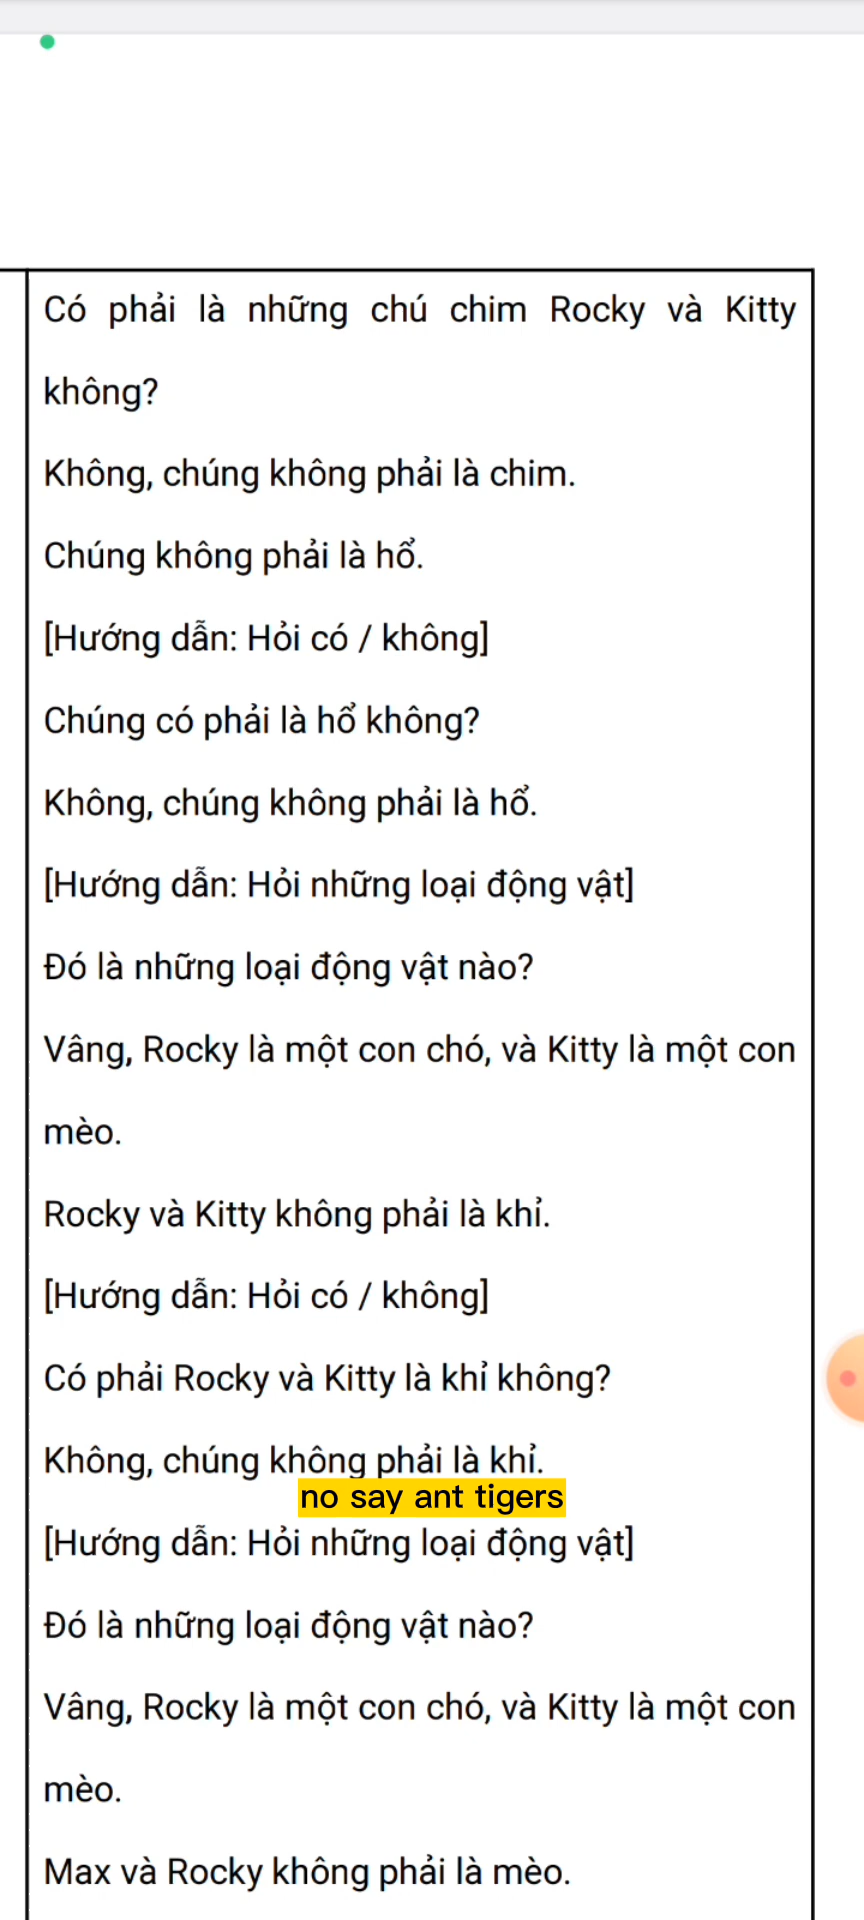 Có phải là những chú chim Rocky và Kitty
không?
Không, chúng không phải là chim.
Chúng không phải là hổ.
[Hướng dẫn: Hỏi có / không]
Chúng có phải là hổ không?
Không, chúng không phải là hổ.
[Hướng dẫn: Hỏi những loại động vật]
Đó là những loại động vật nào?
Vâng, Rocky là một con chó, và Kitty là một con
mèo.
Rocky và Kitty không phải là khỉ.
[Hướng dẫn: Hỏi có / không]
Có phải Rocky và Kitty là khỉ không?
Không, chúng không phải là khỉ.
no say ant tigers
[Hướng dẫn: Hỏi những loại động vật]
Đó là những loại động vật nào?
Vâng, Rocky là một con chó, và Kitty là một con
mèo.
Max và Rocky không phải là mèo.